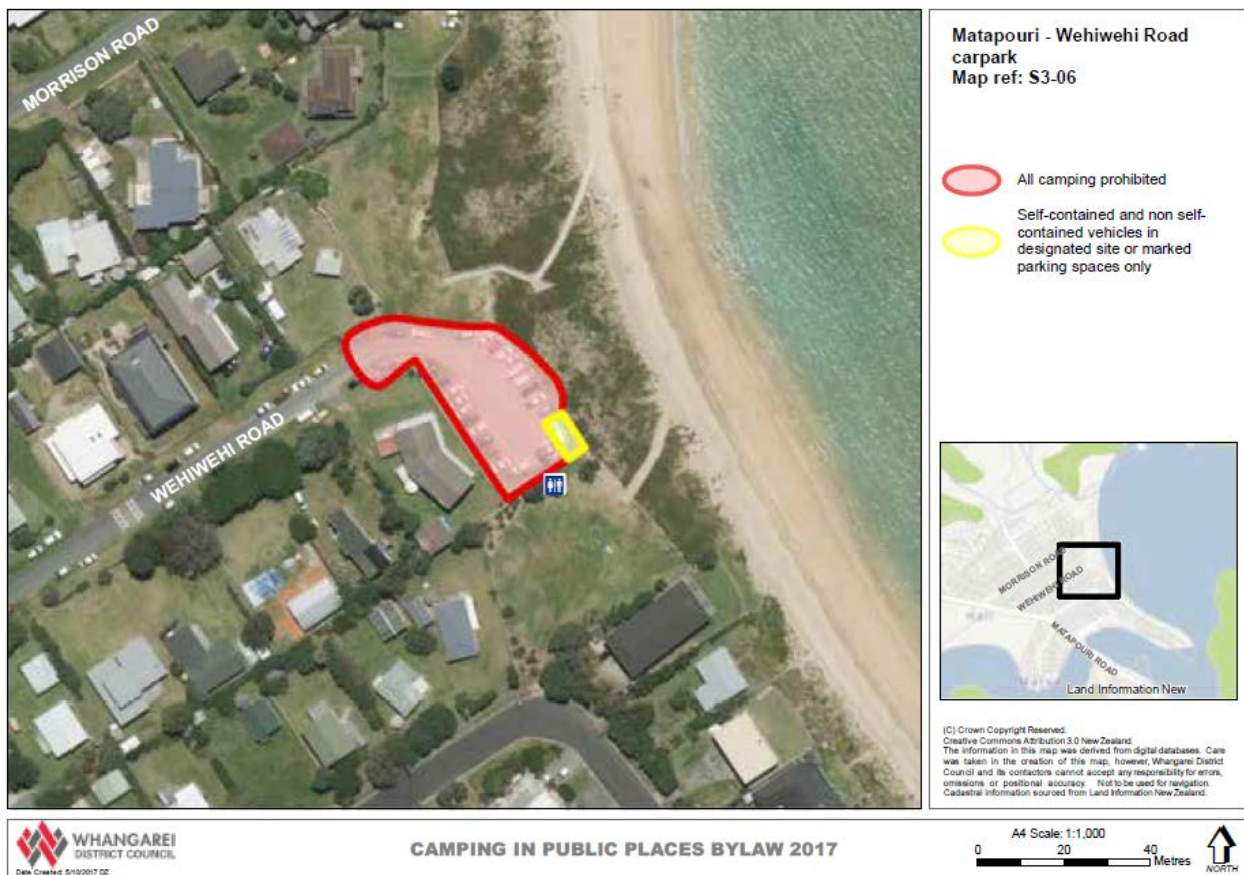 MORRISON ROAD
WEHIWEHI ROAD
Matapouri - Wehiwehi Road
carpark
Map ref: S3-06
All camping prohibited
Self-contained and non self-
contained vehicles in
designated site or marked
parking spaces only
MORRISON ROAD
WEHIWEHI ROAD
MATAPOURI ROAD
Land Information New
(C) Crown Copyright Reserved.
Creative Commons Attribution 3.0 New Zealand.
The information in this map was derived from digital databases. Care
was taken in the creation of this map, however, Whangarei District
Council and its contactors cannot accept any responsibility for errors,
omissions or positional accuracy. Not to be used for navigation.
Cadastral information sourced from Land Information New Zealand.
WHANGAREI
DISTRICT COUNCIL
Date Created: 5/10/2017 DZ
CAMPING IN PUBLIC PLACES BYLAW 2017
A4 Scale: 1:1,000
0 20 40
Metres
NORTH